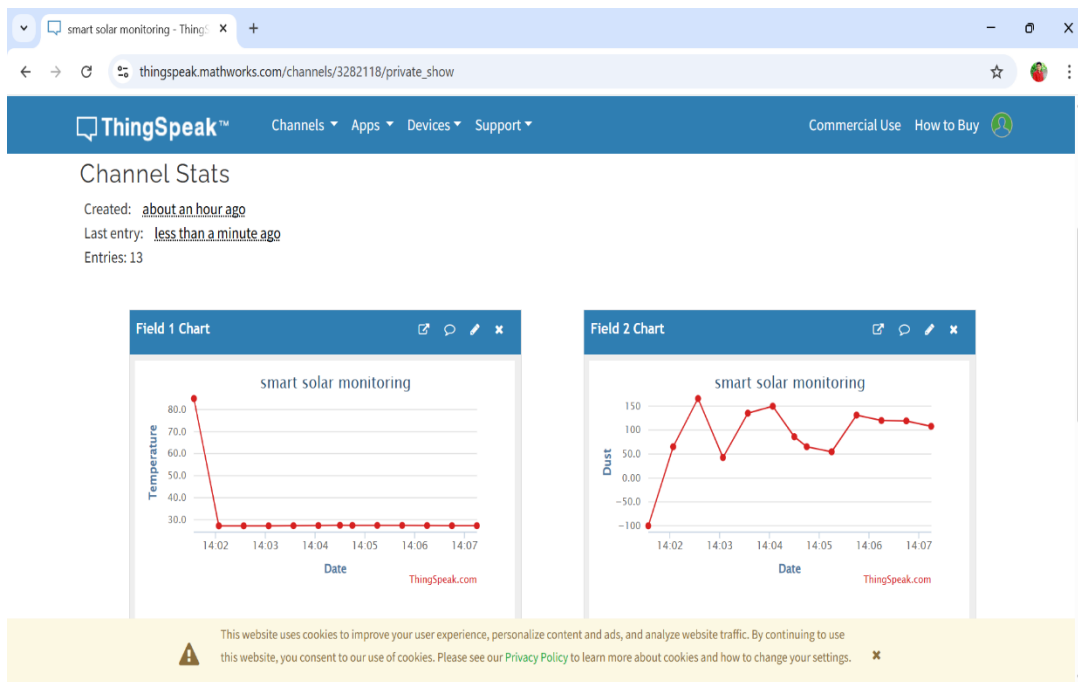 smart solar monitoring - Thing
thingspeak.mathworks.com/channels/3282118/private_show
ThingSpeak™ Channels Apps Devices Support Commercial Use How to Buy
Channel Stats
Created: about an hour ago
Last entry: less than a minute ago
Entries: 13
Field 1 Chart
smart solar monitoring
Temperature
80.0
70.0
60.0
50.0
40.0
30.0
14:02 14:03 14:04 14:05 14:06 14:07
Date
ThingSpeak.com
Field 2 Chart
smart solar monitoring
Dust
150
100
50.0
0.00
−50.0
−100
14:02 14:03 14:04 14:05 14:06 14:07
Date
ThingSpeak.com
This website uses cookies to improve your user experience, personalize content and ads, and analyze website traffic. By continuing to use
this website, you consent to our use of cookies. Please see our Privacy Policy to learn more about cookies and how to change your settings.